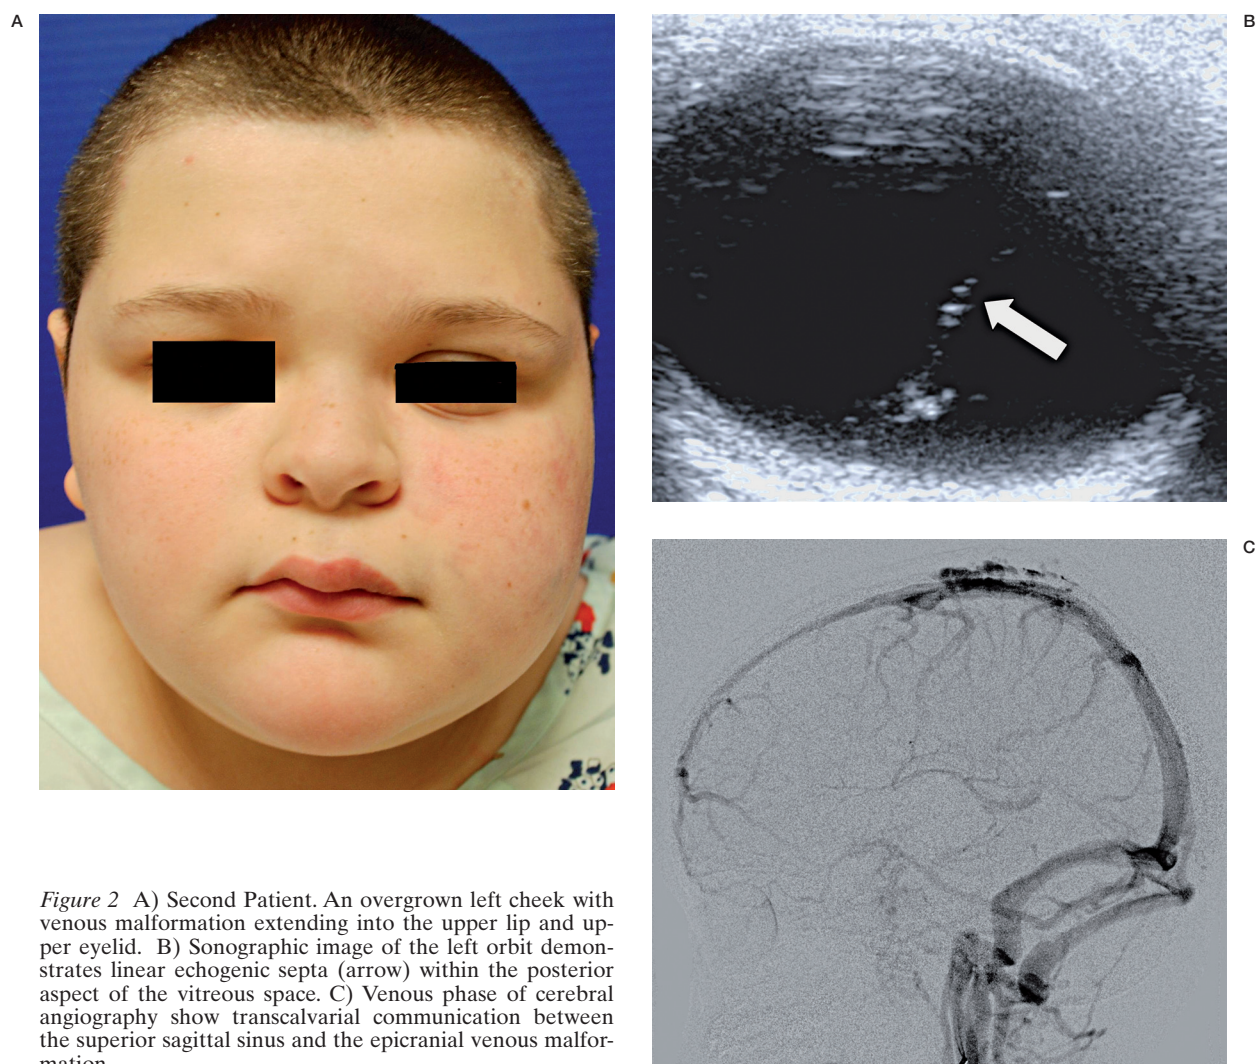 A
B
C
Figure 2 A) Second Patient. An overgrown left cheek with
venous malformation extending into the upper lip and up-
per eyelid. B) Sonographic image of the left orbit demon-
strates linear echogenic septa (arrow) within the posterior
aspect of the vitreous space. C) Venous phase of cerebral
angiography show transcalvarial communication between
the superior sagittal sinus and the epicranial venous malfor-
mation.